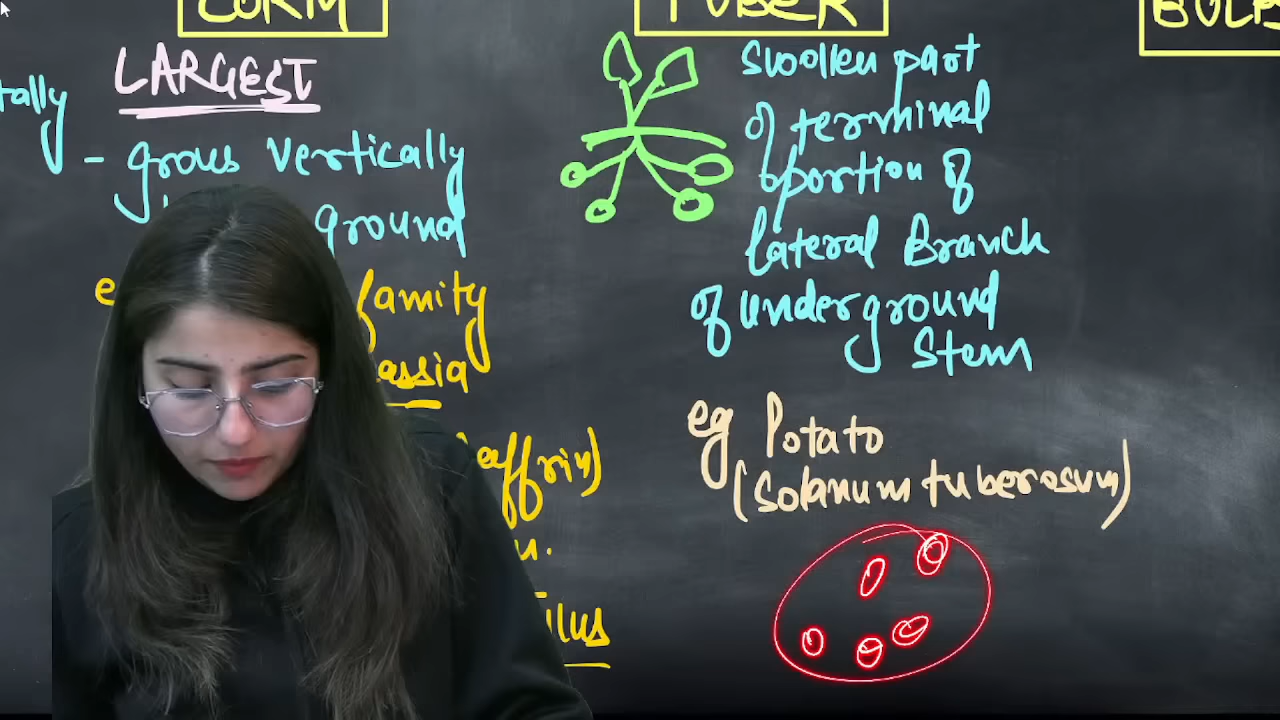 CORM
LARGEST
tally
- grows vertically
ground
family
assia
affrin)
ilus
TUBER
Swollen part
of terminal
portion of
lateral Branch
of underground
Stem
eg Potato
(Solanum tuberosum)
BULB